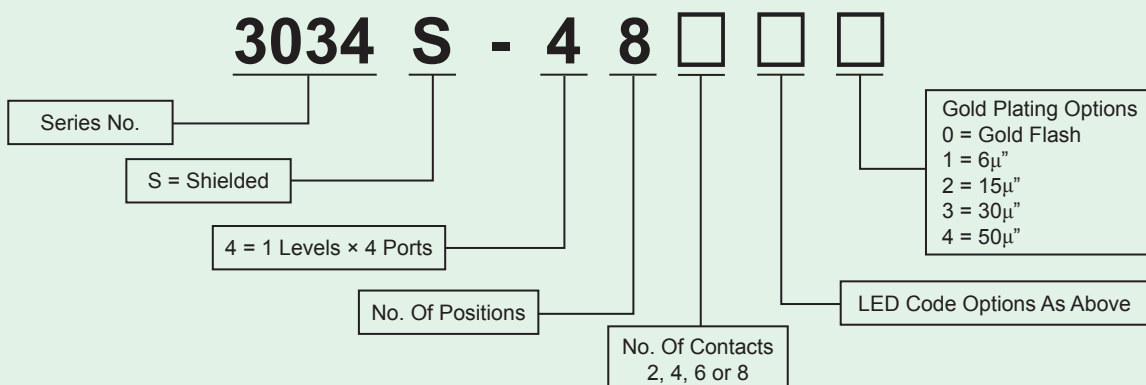 3034 S - 4 8 □ □ □
Series No.
S = Shielded
4 = 1 Levels × 4 Ports
No. Of Positions
No. Of Contacts
2, 4, 6 or 8
LED Code Options As Above
Gold Plating Options
0 = Gold Flash
1 = 6µ”
2 = 15µ”
3 = 30µ”
4 = 50µ”